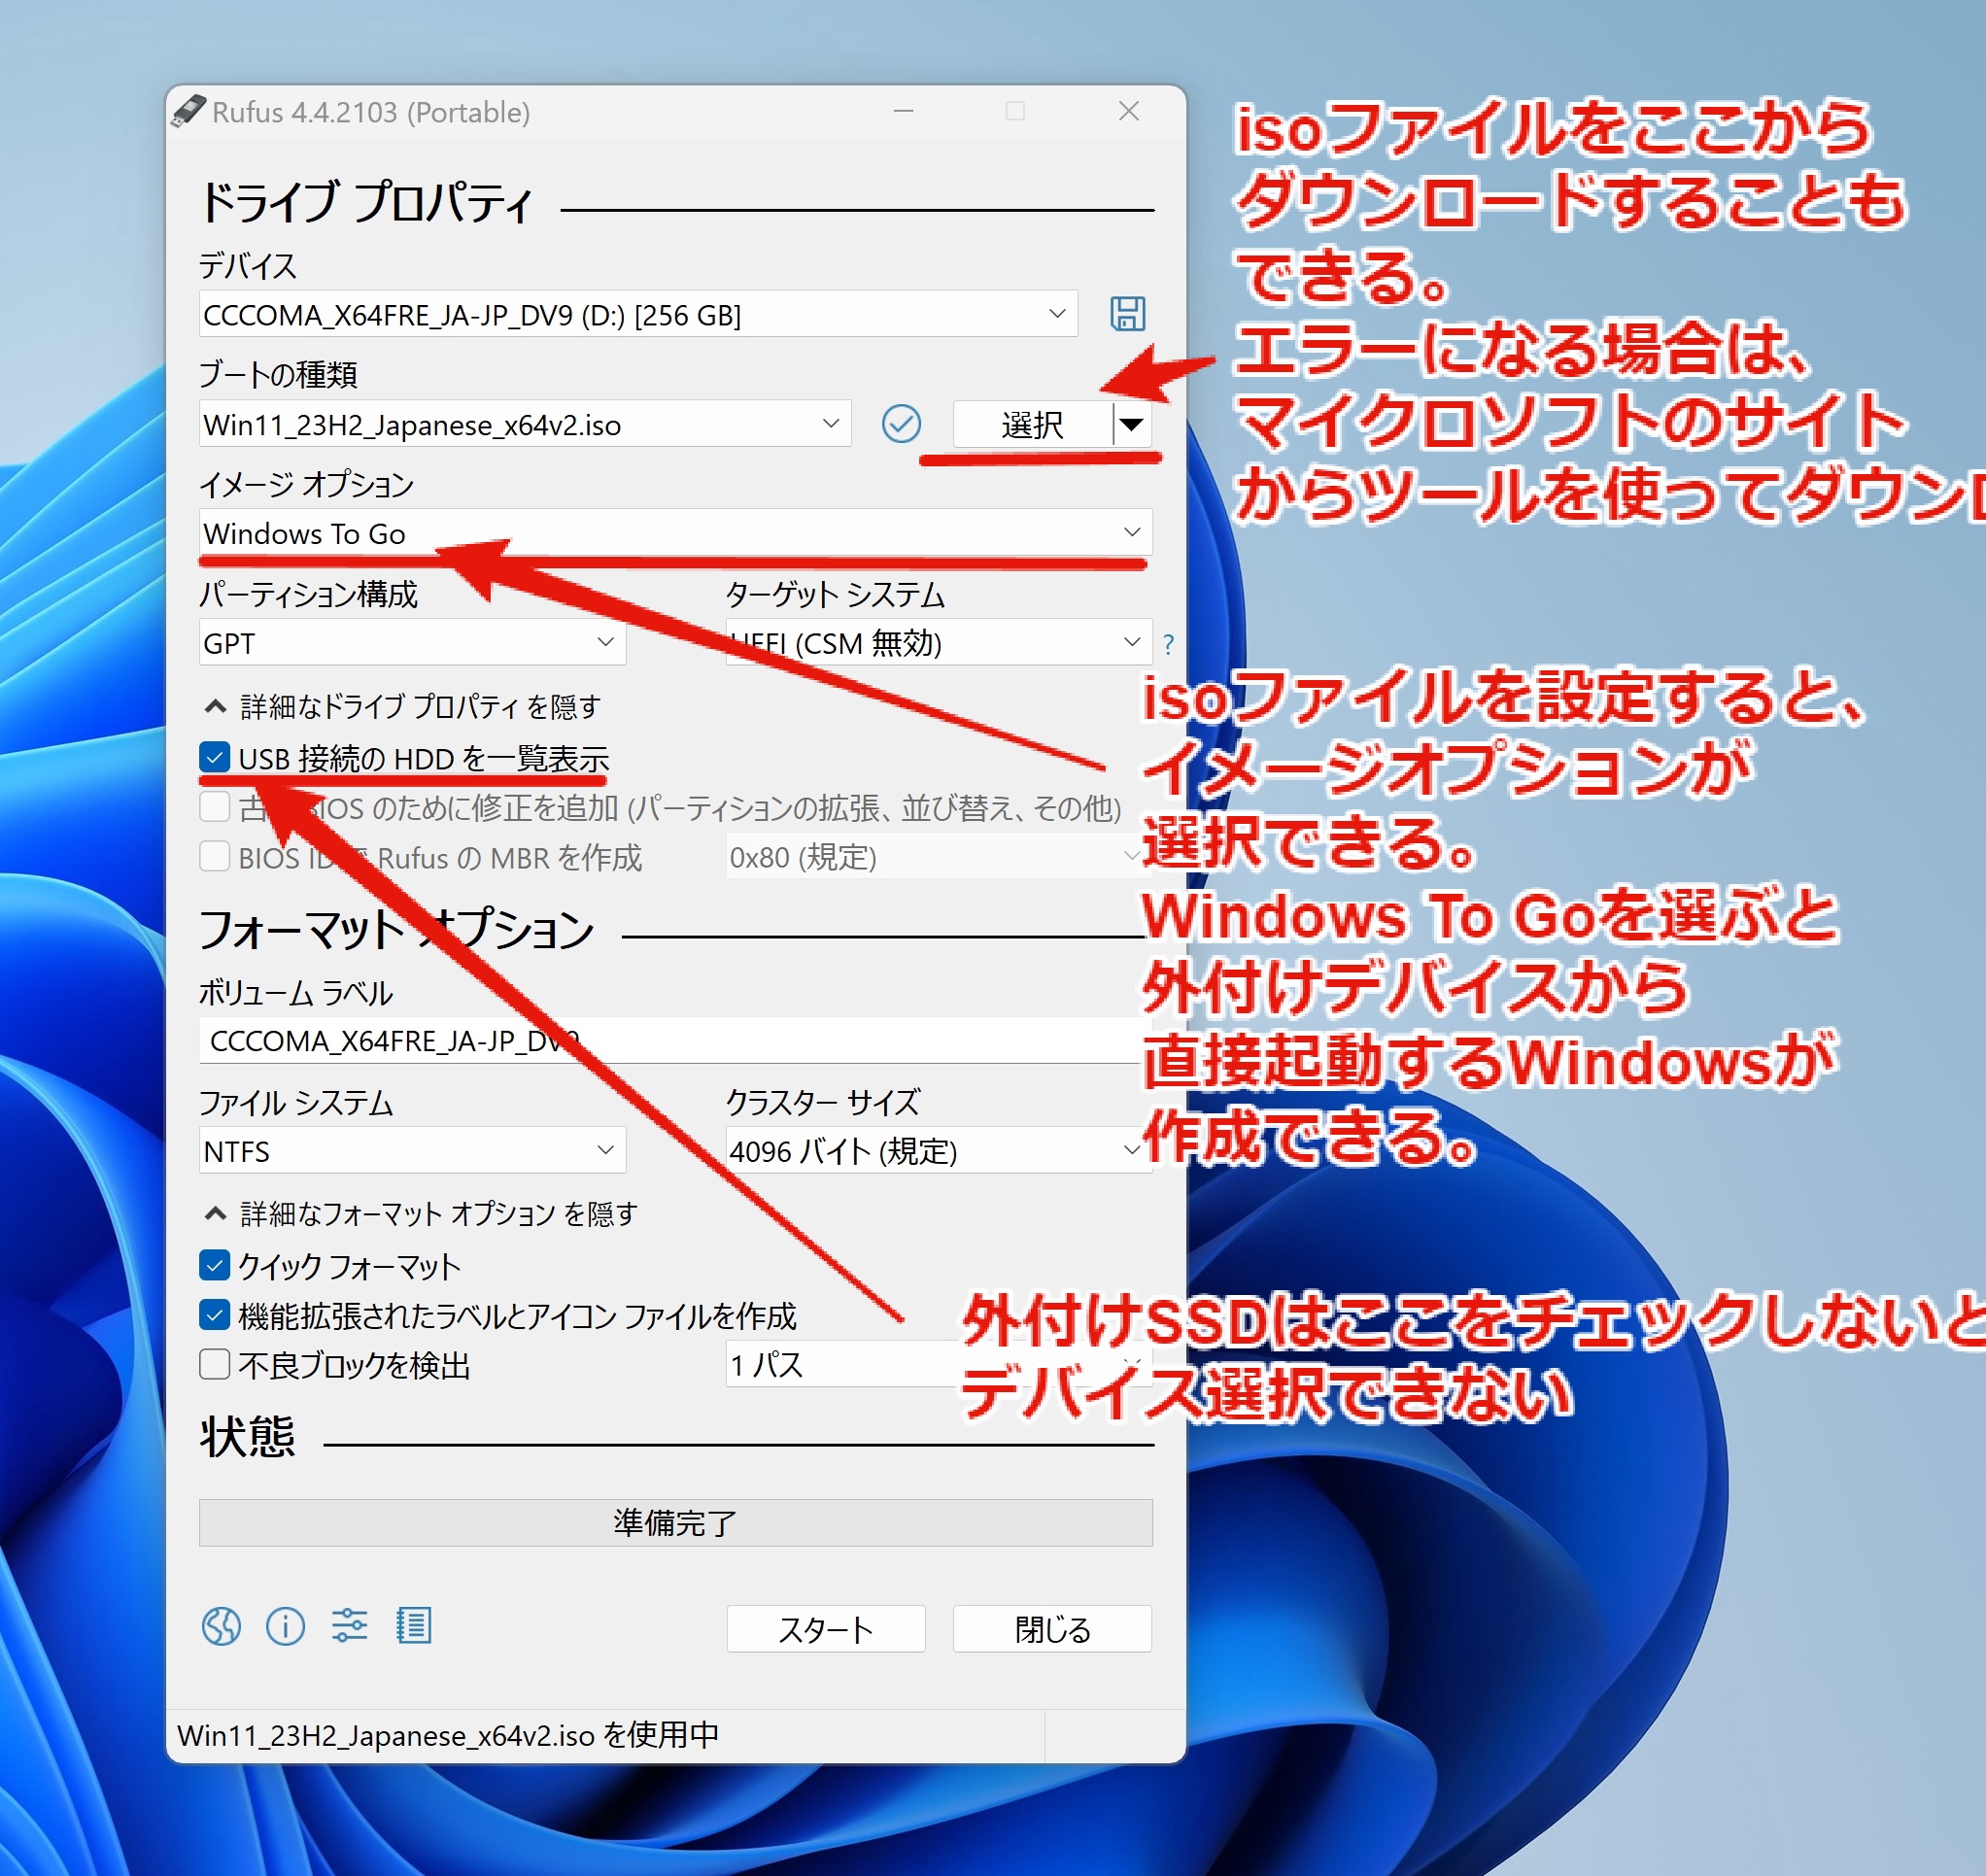 Rufus 4.4.2103 (Portable)
ドライブ プロパティ
デバイス
CCCOMA_X64FRE_JA-JP_DV9 (D:) [256 GB]
ブートの種類
Win11_23H2_Japanese_x64v2.iso
選択
イメージ オプション
Windows To Go
パーティション構成
ターゲット システム
GPT
UEFI (CSM 無効)
?
詳細なドライブ プロパティ を隠す
USB 接続の HDD を一覧表示
古 BIOS のために修正を追加 (パーティションの拡張、並び替え、その他)
BIOS ID で Rufus の MBR を作成
0x80 (規定)
フォーマット オプション
ボリューム ラベル
CCCOMA_X64FRE_JA-JP_DV9
ファイル システム
クラスター サイズ
NTFS
4096 バイト (規定)
詳細なフォーマット オプション を隠す
クイック フォーマット
機能拡張されたラベルとアイコン ファイルを作成
不良ブロックを検出
1 パス
状態
準備完了
スタート
閉じる
Win11_23H2_Japanese_x64v2.iso を使用中
isoファイルをここから
ダウンロードすることも
できる。
エラーになる場合は、
マイクロソフトのサイト
からツールを使ってダウンロ
isoファイルを設定すると、
イメージオプションが
選択できる。
Windows To Goを選ぶと
外付けデバイスから
直接起動するWindowsが
作成できる。
外付けSSDはここをチェックしないと
デバイス選択できない